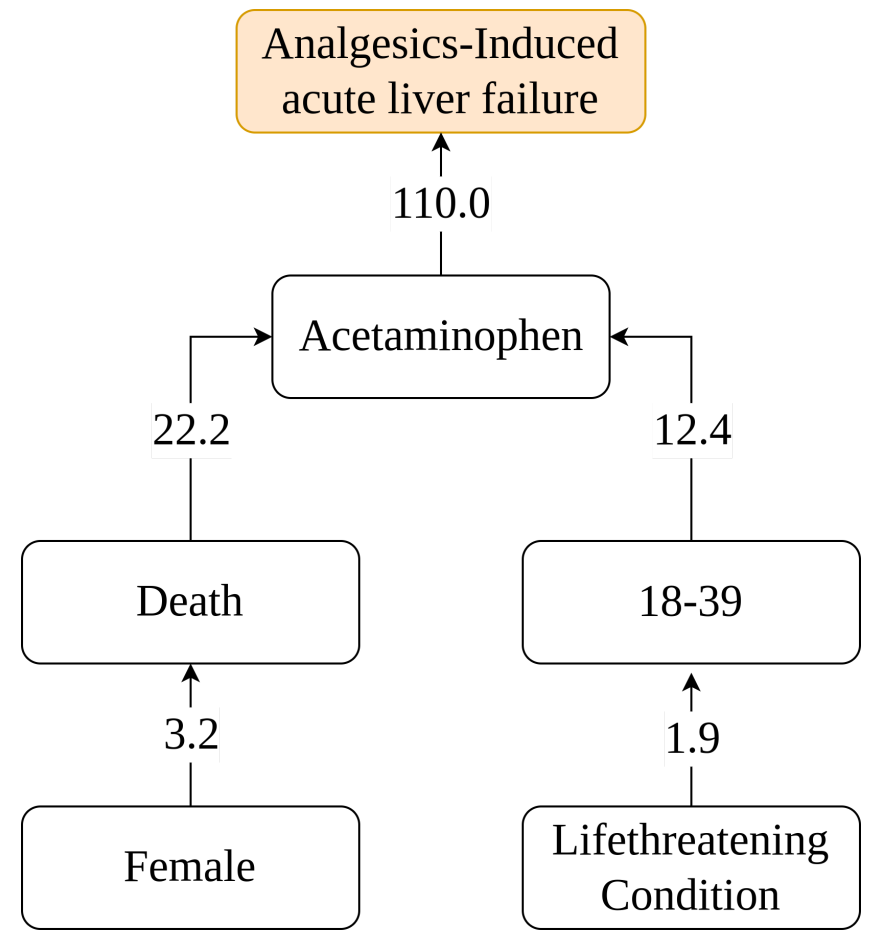 Analgesics-Induced
acute liver failure
110.0
Acetaminophen
22.2
12.4
Death
18-39
3.2
1.9
Female
Lifethreatening
Condition